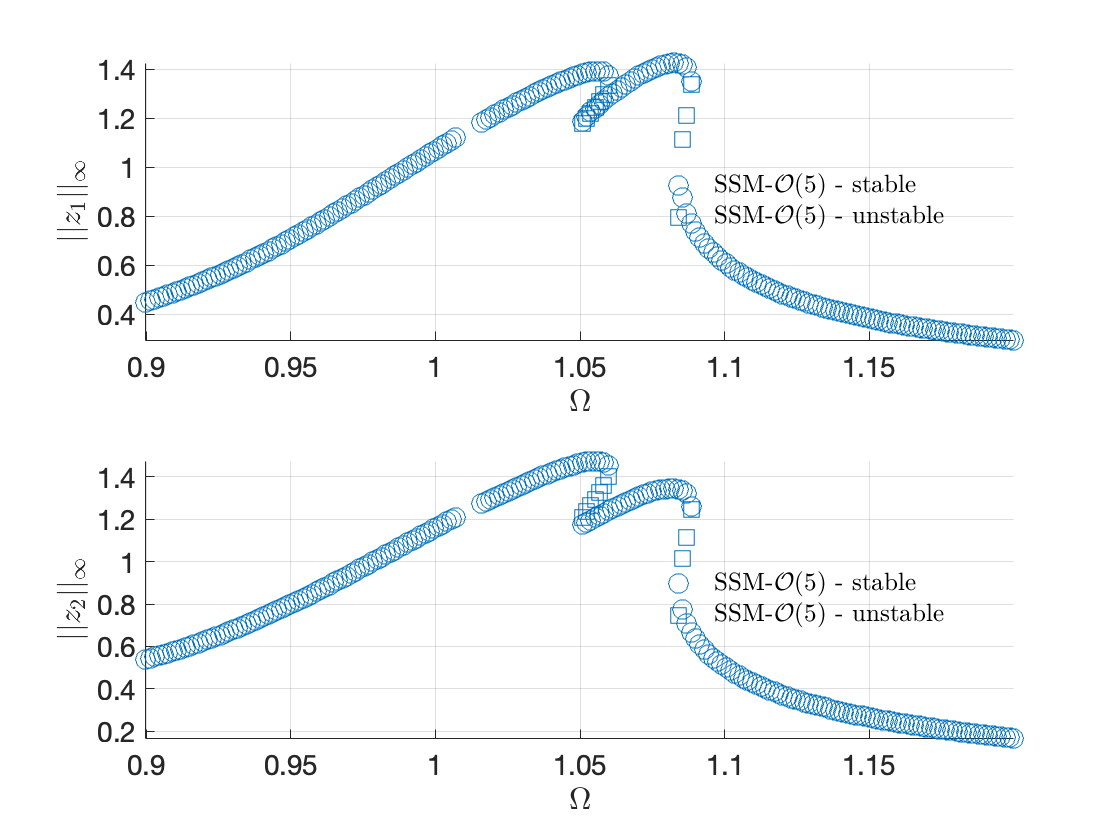 ||z₁||∞
1.4
1.2
1
0.8
0.6
0.4
SSM-𝒪(5) - stable
SSM-𝒪(5) - unstable
0.9 0.95 1 1.05 1.1 1.15
Ω
||z₂||∞
1.4
1.2
1
0.8
0.6
0.4
0.2
SSM-𝒪(5) - stable
SSM-𝒪(5) - unstable
0.9 0.95 1 1.05 1.1 1.15
Ω